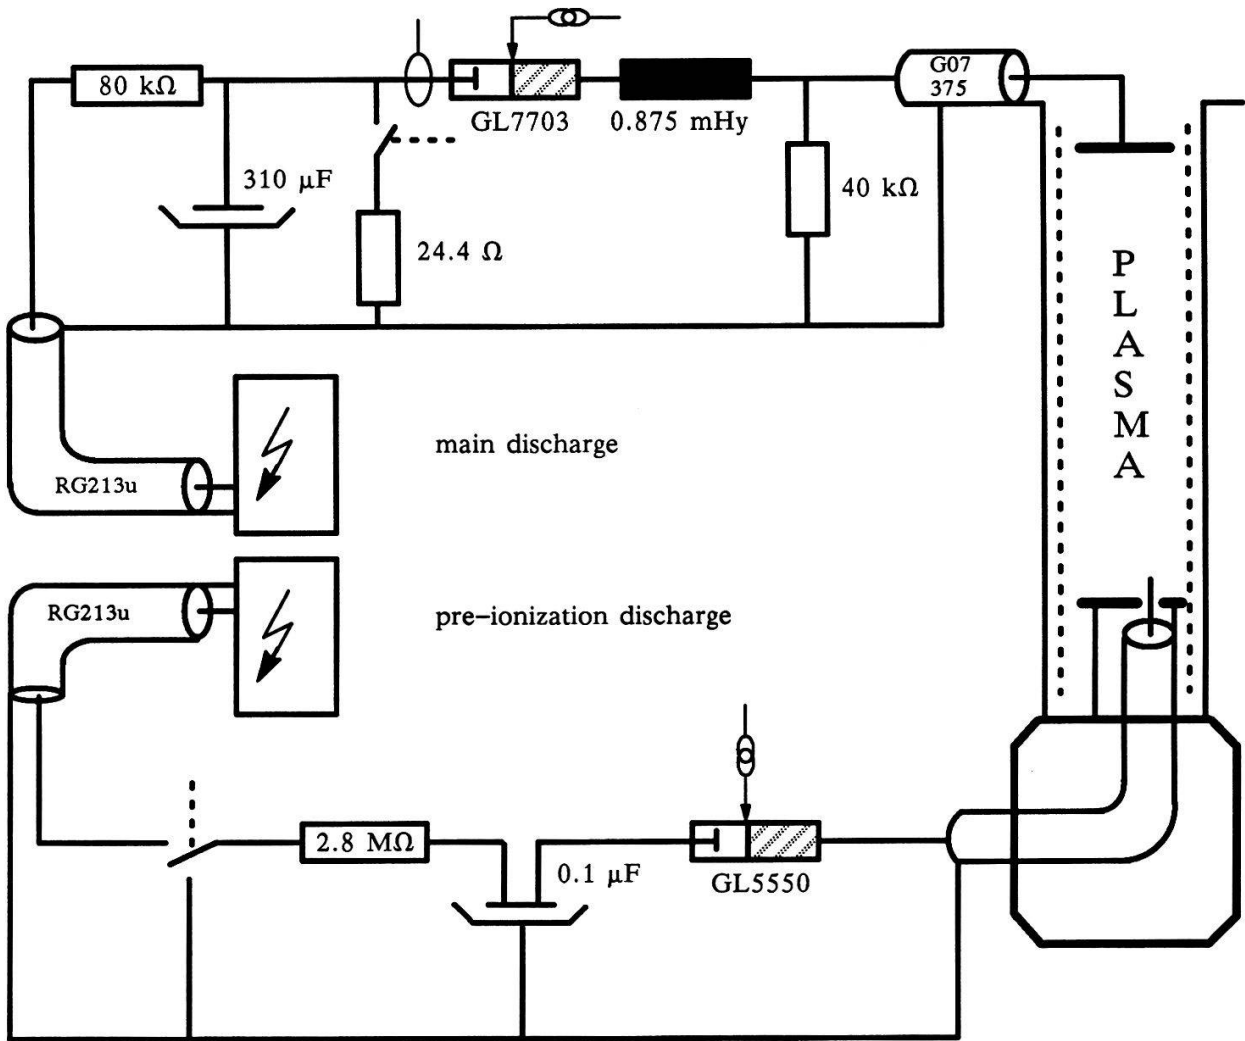 80 kΩ
G07
375
GL7703
0.875 mHy
310 μF
40 kΩ
24.4 Ω
PLASMA
main discharge
RG213u
RG213u
pre-ionization discharge
2.8 MΩ
0.1 μF
GL5550